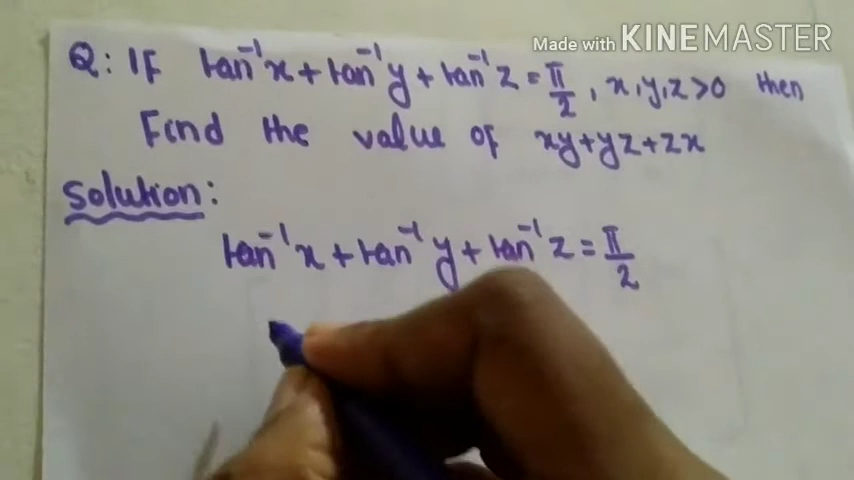 Made with KINEMASTER
Q: If tan⁻¹x + tan⁻¹y + tan⁻¹z = π/2, x,y,z>0 then
Find the value of xy+yz+zx
Solution:
tan⁻¹x + tan⁻¹y + tan⁻¹z = π/2